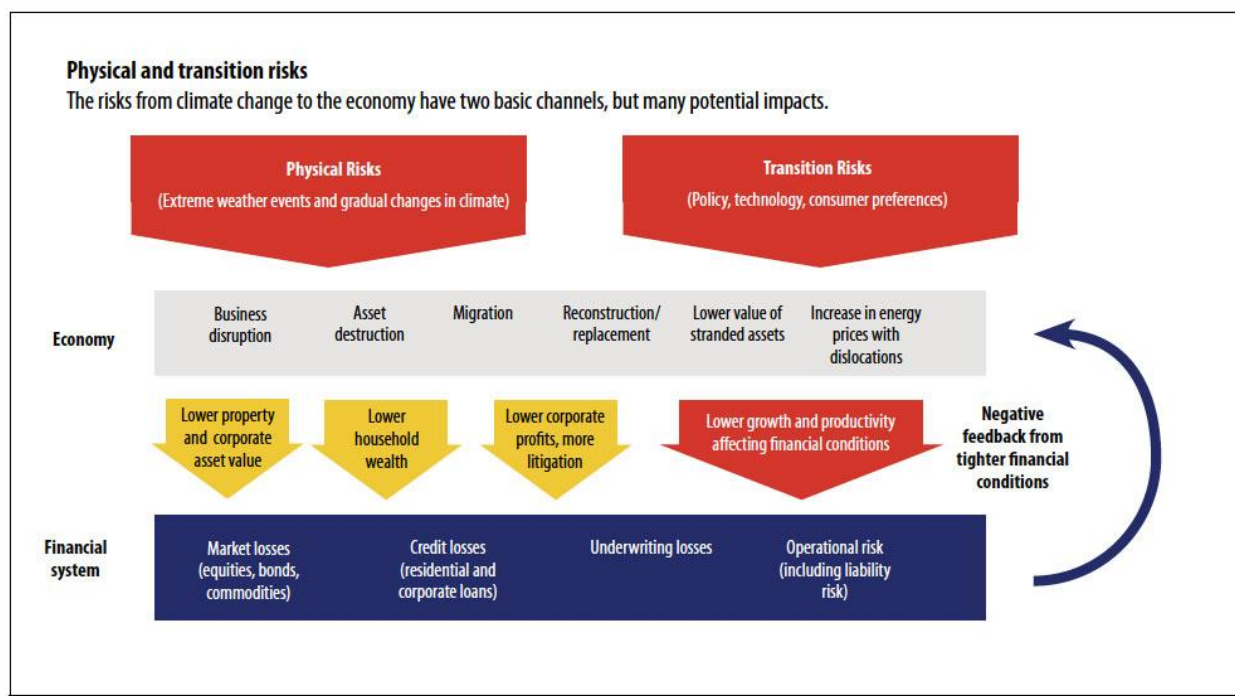 Physical and transition risks
The risks from climate change to the economy have two basic channels, but many potential impacts.
Physical Risks
(Extreme weather events and gradual changes in climate)
Transition Risks
(Policy, technology, consumer preferences)
Economy
Business
disruption
Asset
destruction
Migration
Reconstruction/
replacement
Lower value of
stranded assets
Increase in energy
prices with
dislocations
Lower property
and corporate
asset value
Lower
household
wealth
Lower corporate
profits, more
litigation
Lower growth and productivity
affecting financial conditions
Negative
feedback from
tighter financial
conditions
Financial
system
Market losses
(equities, bonds,
commodities)
Credit losses
(residential and
corporate loans)
Underwriting losses
Operational risk
(including liability
risk)